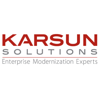 KARSUN
SOLUTIONS
Enterprise Modernization Experts